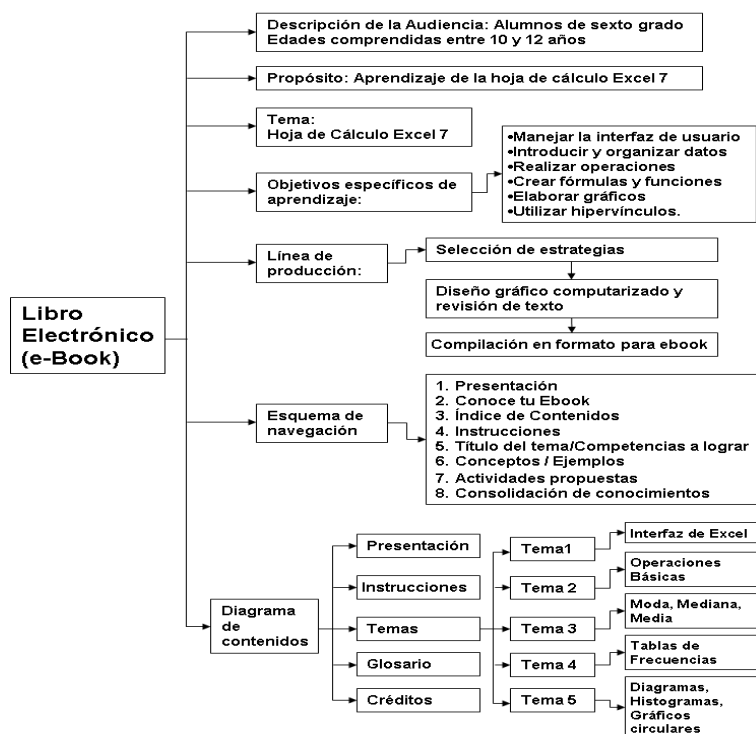 Libro
Electrónico
(e-Book)
Descripción de la Audiencia: Alumnos de sexto grado
Edades comprendidas entre 10 y 12 años
Propósito: Aprendizaje de la hoja de cálculo Excel 7
Tema:
Hoja de Cálculo Excel 7
Objetivos específicos de
aprendizaje:
•Manejar la interfaz de usuario
•Introducir y organizar datos
•Realizar operaciones
•Crear fórmulas y funciones
•Elaborar gráficos
•Utilizar hipervínculos.
Línea de
producción:
Selección de estrategias
Diseño gráfico computarizado y
revisión de texto
Compilación en formato para ebook
Esquema de
navegación
1. Presentación
2. Conoce tu Ebook
3. Índice de Contenidos
4. Instrucciones
5. Título del tema/Competencias a lograr
6. Conceptos / Ejemplos
7. Actividades propuestas
8. Consolidación de conocimientos
Diagrama
de
contenidos
Presentación
Instrucciones
Temas
Glosario
Créditos
Tema1
Interfaz de Excel
Tema 2
Operaciones
Básicas
Tema 3
Moda, Mediana,
Media
Tema 4
Tablas de
Frecuencias
Tema 5
Diagramas,
Histogramas,
Gráficos
circulares